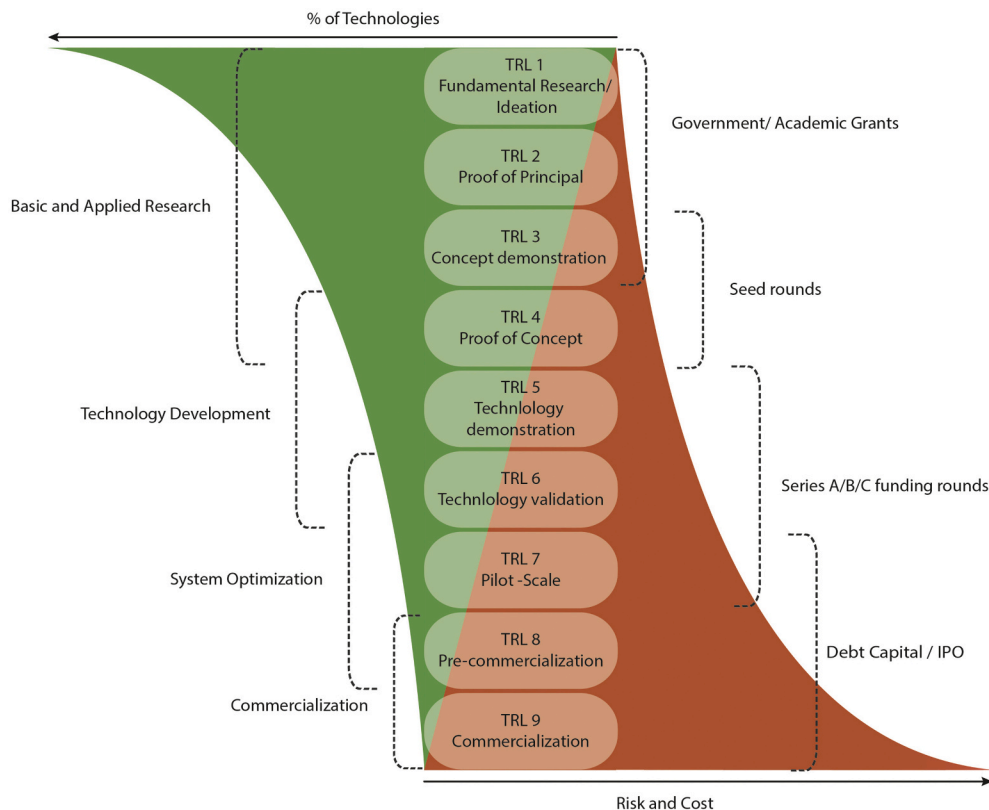 % of Technologies
TRL 1
Fundamental Research/
Ideation
Government/ Academic Grants
TRL 2
Proof of Principal
Basic and Applied Research
TRL 3
Concept demonstration
Seed rounds
TRL 4
Proof of Concept
Technology Development
TRL 5
Technlology
demonstration
TRL 6
Technlology validation
Series A/B/C funding rounds
System Optimization
TRL 7
Pilot -Scale
TRL 8
Pre-commercialization
Debt Capital / IPO
Commercialization
TRL 9
Commercialization
Risk and Cost